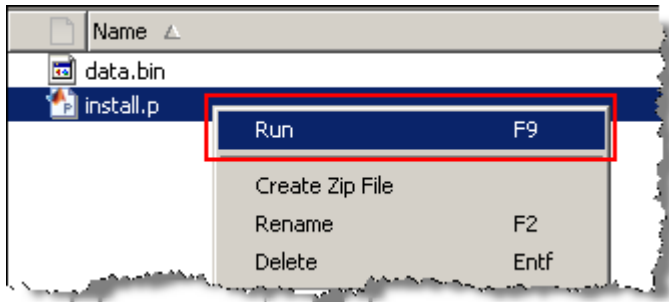 Name
data.bin
install.p
Run F9
Create Zip File
Rename F2
Delete Entf